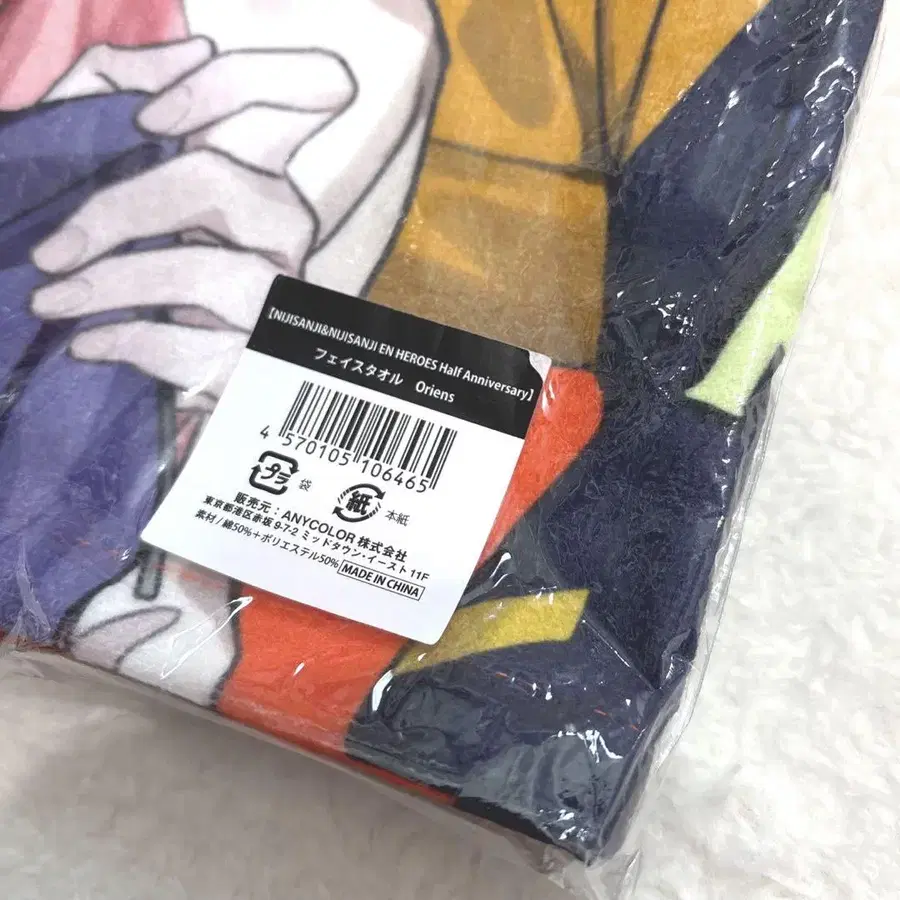 【NIJISANJI&NIJISANJI EN HEROES Half Anniversary】
フェイスタオル Oriens
4 570105 106465
プラ 袋 紙 本紙
販売元：ANYCOLOR株式会社
東京都港区赤坂9-7-2 ミッドタウン・イースト 11F
素材/綿50%+ポリエステル50% MADE IN CHINA